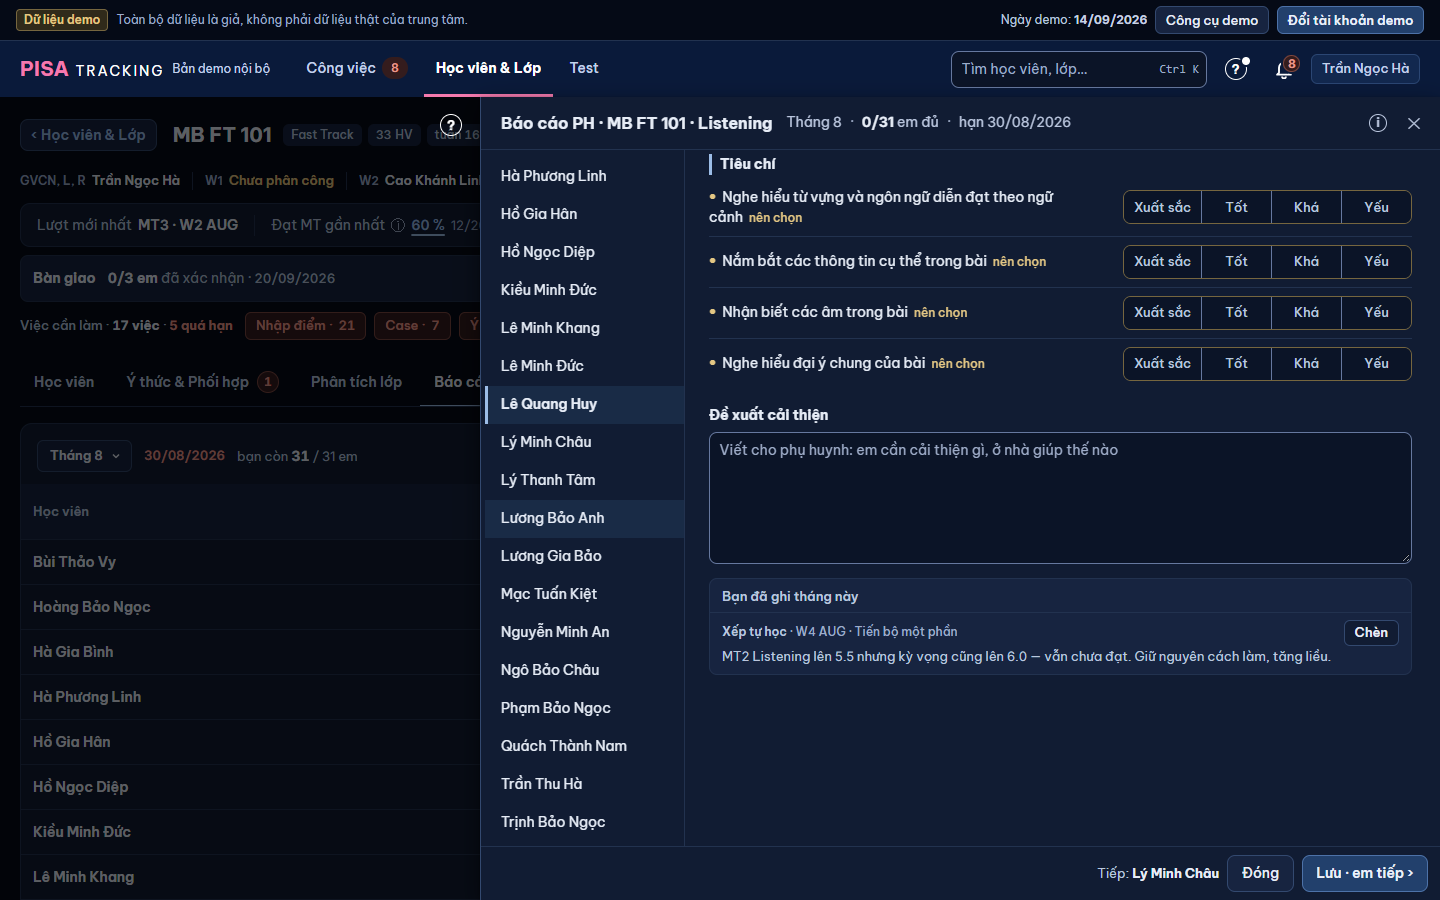 Dữ liệu demo Toàn bộ dữ liệu là giả, không phải dữ liệu thật của trung tâm. Ngày demo: 14/09/2026 Công cụ demo Đổi tài khoản demo
PISA TRACKING Bản demo nội bộ Công việc 8 Học viên & Lớp Test Tìm học viên, lớp... Ctrl K ? 8 Trần Ngọc Hà
‹ Học viên & Lớp MB FT 101 Fast Track 33 HV tuần 16 ?
GVCN, L, R Trần Ngọc Hà W1 Chưa phân công W2 Cao Khánh Lin
Lượt mới nhất MT3 · W2 AUG Đạt MT gần nhất 60 % 12/2
Bàn giao 0/3 em đã xác nhận · 20/09/2026
Việc cần làm · 17 việc · 5 quá hạn Nhập điểm · 21 Case · 7 Ý
Học viên Ý thức & Phối hợp 1 Phân tích lớp Báo cá
Tháng 8 30/08/2026 bạn còn 31 / 31 em
Học viên
Bùi Thảo Vy
Hoàng Bảo Ngọc
Hà Gia Bình
Hà Phương Linh
Hồ Gia Hân
Hồ Ngọc Diệp
Kiều Minh Đức
Lê Minh Khang
Báo cáo PH · MB FT 101 · Listening Tháng 8 · 0/31 em đủ · hạn 30/08/2026
Hà Phương Linh
Hồ Gia Hân
Hồ Ngọc Diệp
Kiều Minh Đức
Lê Minh Khang
Lê Minh Đức
Lê Quang Huy
Lý Minh Châu
Lý Thanh Tâm
Lương Bảo Anh
Lương Gia Bảo
Mạc Tuấn Kiệt
Nguyễn Minh An
Ngô Bảo Châu
Phạm Bảo Ngọc
Quách Thành Nam
Trần Thu Hà
Trịnh Bảo Ngọc
Tiêu chí
• Nghe hiểu từ vựng và ngôn ngữ diễn đạt theo ngữ
cảnh nên chọn Xuất sắc Tốt Khá Yếu
• Nắm bắt các thông tin cụ thể trong bài nên chọn Xuất sắc Tốt Khá Yếu
• Nhận biết các âm trong bài nên chọn Xuất sắc Tốt Khá Yếu
• Nghe hiểu đại ý chung của bài nên chọn Xuất sắc Tốt Khá Yếu
Đề xuất cải thiện
Viết cho phụ huynh: em cần cải thiện gì, ở nhà giúp thế nào
Bạn đã ghi tháng này
Xếp tự học · W4 AUG · Tiến bộ một phần Chèn
MT2 Listening lên 5.5 nhưng kỳ vọng cũng lên 6.0 — vẫn chưa đạt. Giữ nguyên cách làm, tăng liều.
Tiếp: Lý Minh Châu Đóng Lưu · em tiếp ›